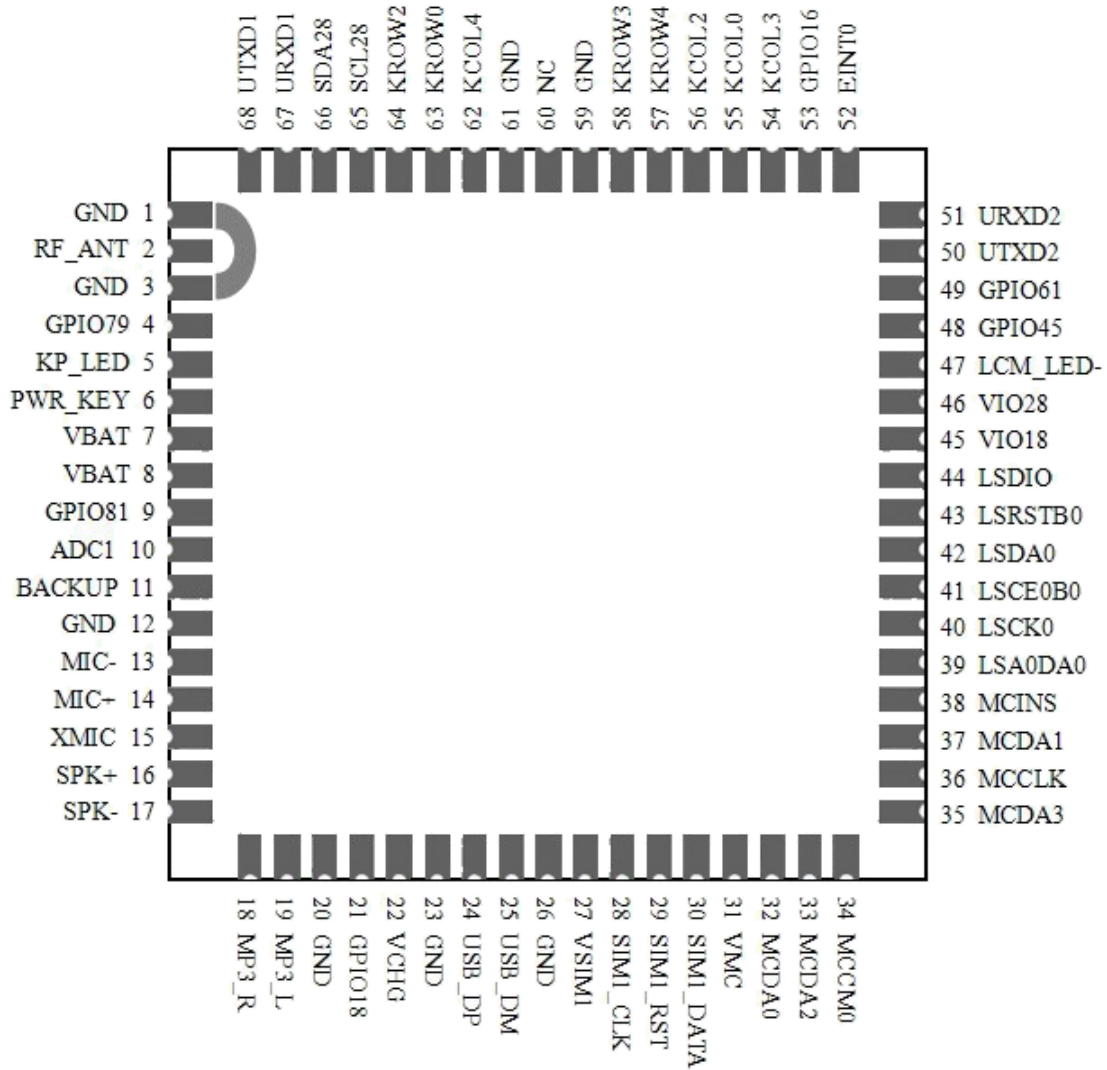 68 UTXD1
67 URXD1
66 SDA28
65 SCL28
64 KROW2
63 KROW0
62 KCOL4
61 GND
60 NC
59 GND
58 KROW3
57 KROW4
56 KCOL2
55 KCOL0
54 KCOL3
53 GPIO16
52 EINT0
GND 1
RF_ANT 2
GND 3
GPIO79 4
KP_LED 5
PWR_KEY 6
VBAT 7
VBAT 8
GPIO81 9
ADC1 10
BACKUP 11
GND 12
MIC- 13
MIC+ 14
XMIC 15
SPK+ 16
SPK- 17
51 URXD2
50 UTXD2
49 GPIO61
48 GPIO45
47 LCM_LED-
46 VIO28
45 VIO18
44 LSDIO
43 LSRSTB0
42 LSDA0
41 LSCE0B0
40 LSCK0
39 LSA0DA0
38 MCINS
37 MCDA1
36 MCCLK
35 MCDA3
18 MP3_R
19 MP3_L
20 GND
21 GPIO18
22 VCHG
23 GND
24 USB_DP
25 USB_DM
26 GND
27 VSIM1
28 SIM1_CLK
29 SIM1_RST
30 SIM1_DATA
31 VMC
32 MCDA0
33 MCDA2
34 MCCM0